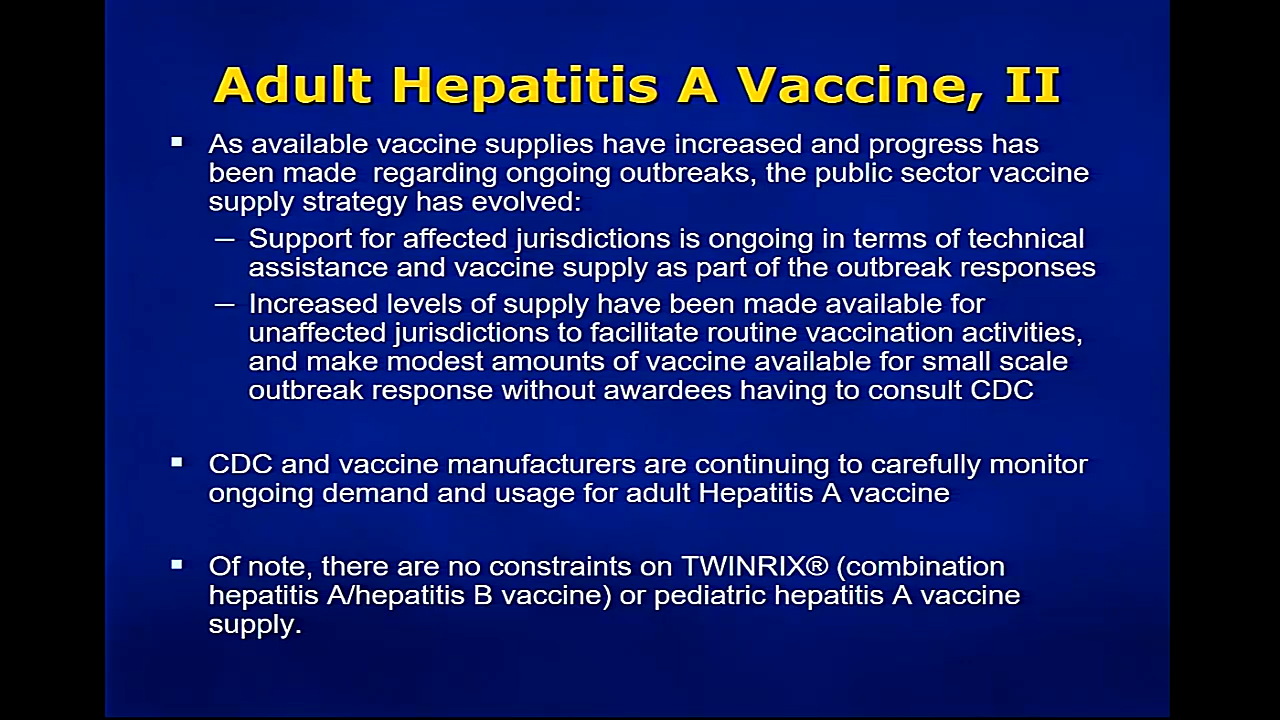 Adult Hepatitis A Vaccine, II
▪ As available vaccine supplies have increased and progress has
been made  regarding ongoing outbreaks, the public sector vaccine
supply strategy has evolved:
– Support for affected jurisdictions is ongoing in terms of technical
assistance and vaccine supply as part of the outbreak responses
– Increased levels of supply have been made available for
unaffected jurisdictions to facilitate routine vaccination activities,
and make modest amounts of vaccine available for small scale
outbreak response without awardees having to consult CDC
▪ CDC and vaccine manufacturers are continuing to carefully monitor
ongoing demand and usage for adult Hepatitis A vaccine
▪ Of note, there are no constraints on TWINRIX® (combination
hepatitis A/hepatitis B vaccine) or pediatric hepatitis A vaccine
supply.